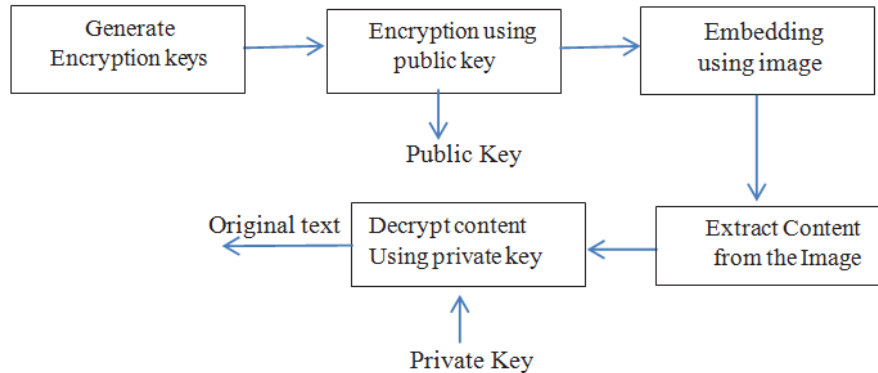 Generate
Encryption keys
Encryption using
public key
Embedding
using image
Public Key
Original text
Decrypt content
Using private key
Extract Content
from the Image
Private Key